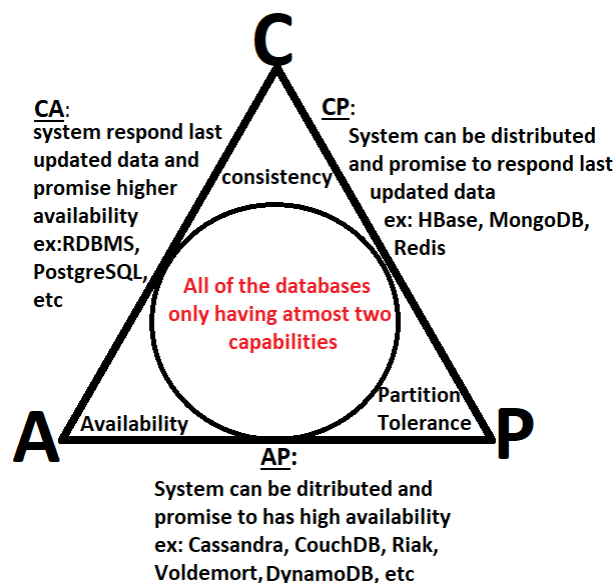 C
CA:
system respond last
updated data and
promise higher
availability
ex:RDBMS,
PostgreSQL,
etc
CP:
System can be distributed
and promise to respond last
updated data
ex: HBase, MongoDB,
Redis
consistency
All of the databases
only having atmost two
capabilities
A
Availability
Partition
Tolerance
P
AP:
System can be ditributed and
promise to has high availability
ex: Cassandra, CouchDB, Riak,
Voldemort,DynamoDB, etc